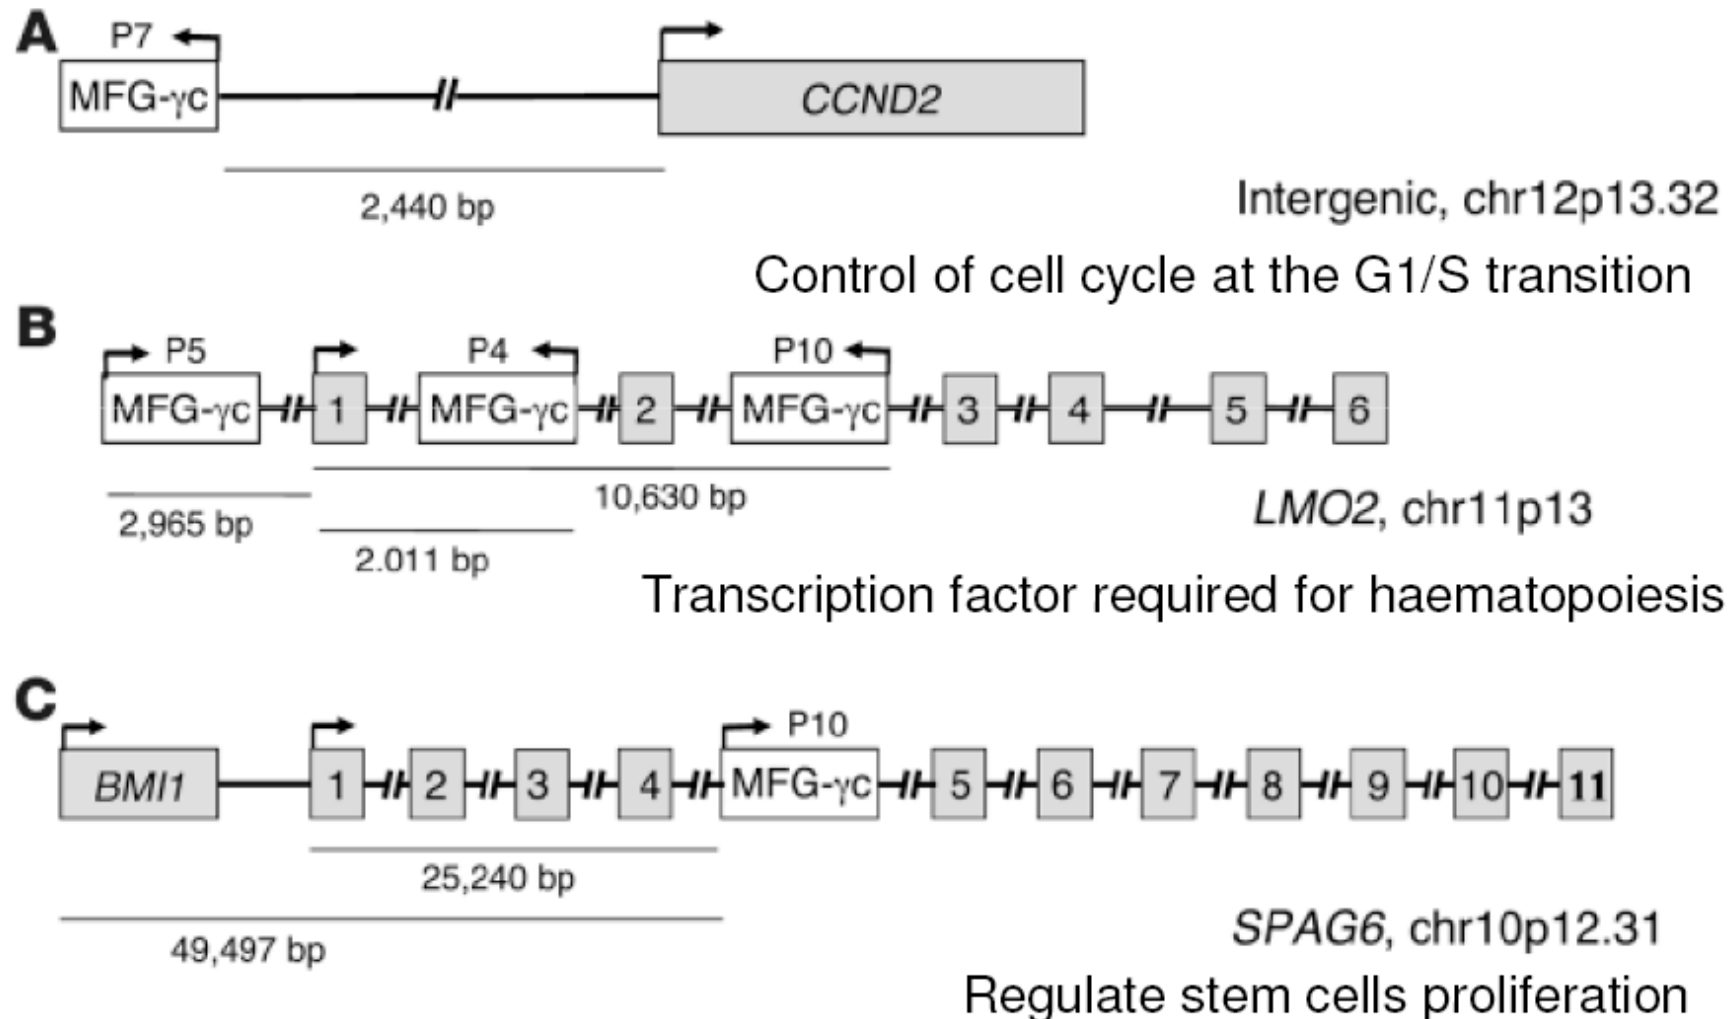 A
P7
MFG-γc
CCND2
2,440 bp
Intergenic, chr12p13.32
Control of cell cycle at the G1/S transition
B
P5 P4 P10
MFG-γc 1 MFG-γc 2 MFG-γc 3 4 5 6
10,630 bp
2,965 bp
2.011 bp
LMO2, chr11p13
Transcription factor required for haematopoiesis
C
P10
BMI1 1 2 3 4 MFG-γc 5 6 7 8 9 10 11
25,240 bp
49,497 bp
SPAG6, chr10p12.31
Regulate stem cells proliferation